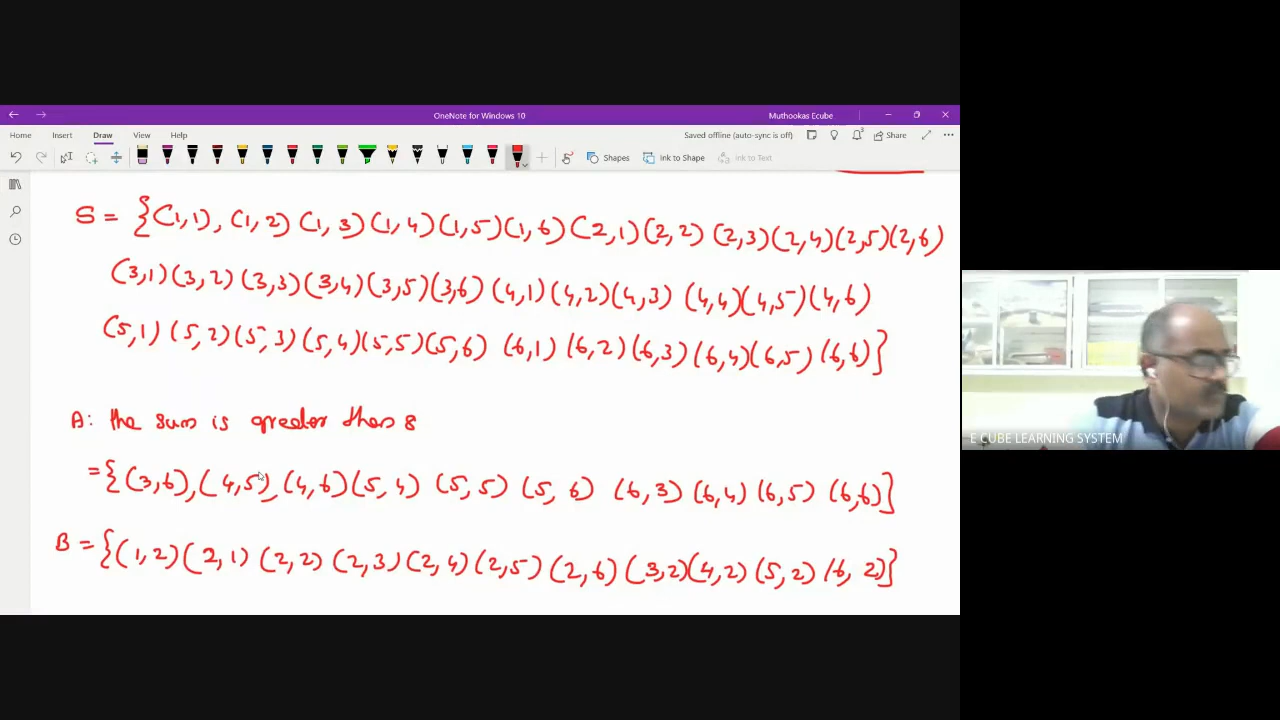 OneNote for Windows 10
Muthookas Ecube
Home Insert Draw View Help
Saved offline (auto-sync is off)
Share
Shapes
Ink to Shape
Ink to Text
S = {(1,1), (1,2) (1,3) (1,4) (1,5) (1,6) (2,1) (2,2) (2,3) (2,4) (2,5) (2,6)
(3,1) (3,2) (3,3) (3,4) (3,5) (3,6) (4,1) (4,2) (4,3) (4,4) (4,5) (4,6)
(5,1) (5,2) (5,3) (5,4) (5,5) (5,6) (6,1) (6,2) (6,3) (6,4) (6,5) (6,6)}
A: the sum is greater than 8
= {(3,6), (4,5), (4,6) (5,4) (5,5) (5,6) (6,3) (6,4) (6,5) (6,6)}
B = {(1,2) (2,1) (2,2) (2,3) (2,4) (2,5) (2,6) (3,2) (4,2) (5,2) (6,2)}
E CUBE LEARNING SYSTEM